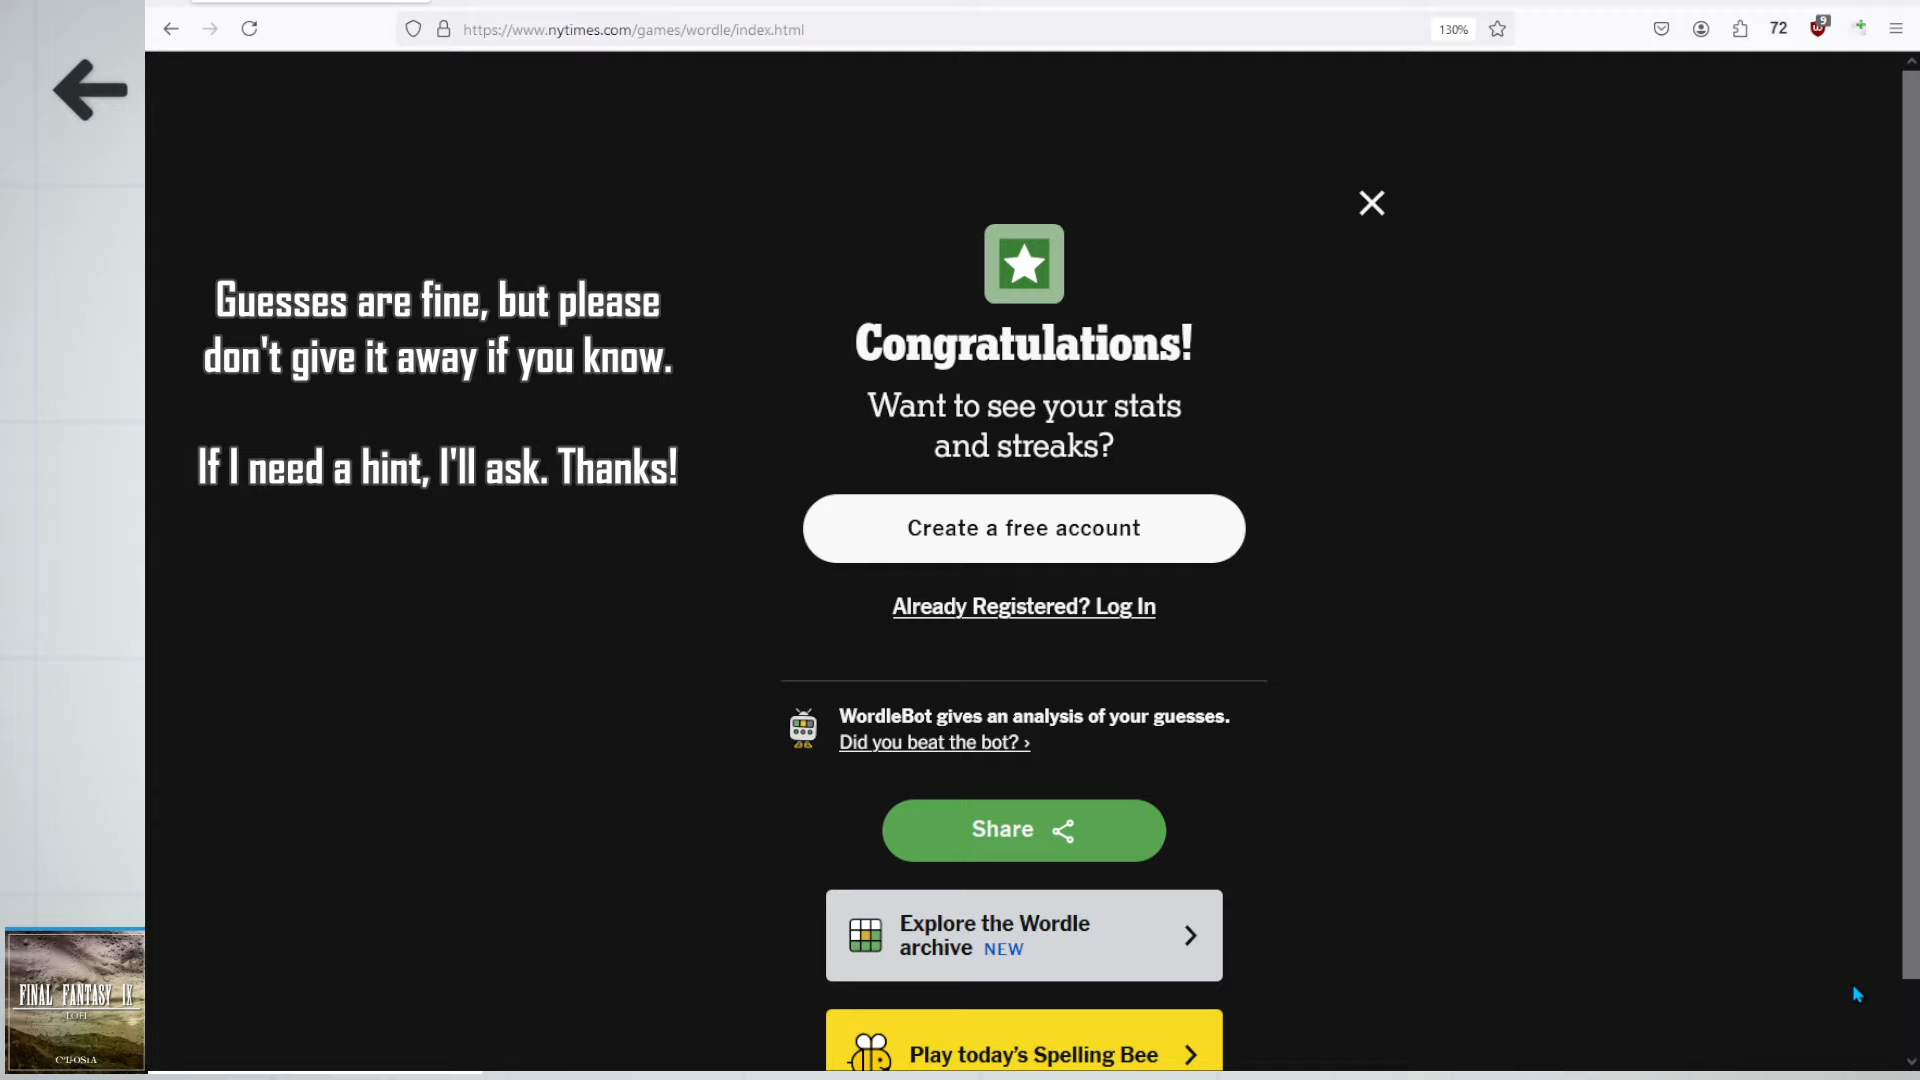 https://www.nytimes.com/games/wordle/index.html
130%
72
9
Guesses are fine, but please
don't give it away if you know.
If I need a hint, I'll ask. Thanks!
Congratulations!
Want to see your stats
and streaks?
Create a free account
Already Registered? Log In
WordleBot gives an analysis of your guesses.
Did you beat the bot? ›
Share
Explore the Wordle
archive NEW
Play today's Spelling Bee
FINAL FANTASY IX
LOFI